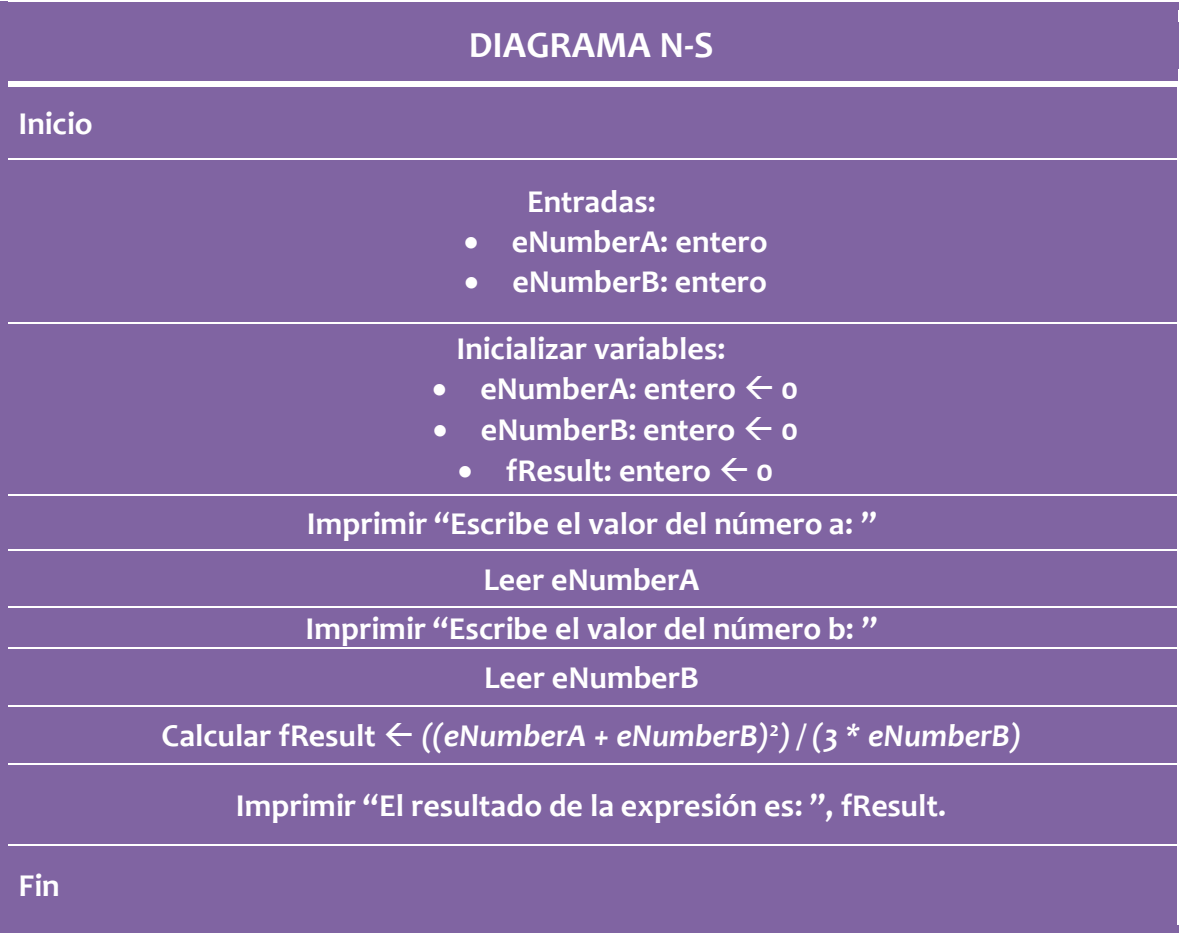 DIAGRAMA N-S
Inicio
Entradas:
• eNumberA: entero
• eNumberB: entero
Inicializar variables:
• eNumberA: entero ← 0
• eNumberB: entero ← 0
• fResult: entero ← 0
Imprimir “Escribe el valor del número a: ”
Leer eNumberA
Imprimir “Escribe el valor del número b: ”
Leer eNumberB
Calcular fResult ← ((eNumberA + eNumberB)²) / (3 * eNumberB)
Imprimir “El resultado de la expresión es: ”, fResult.
Fin